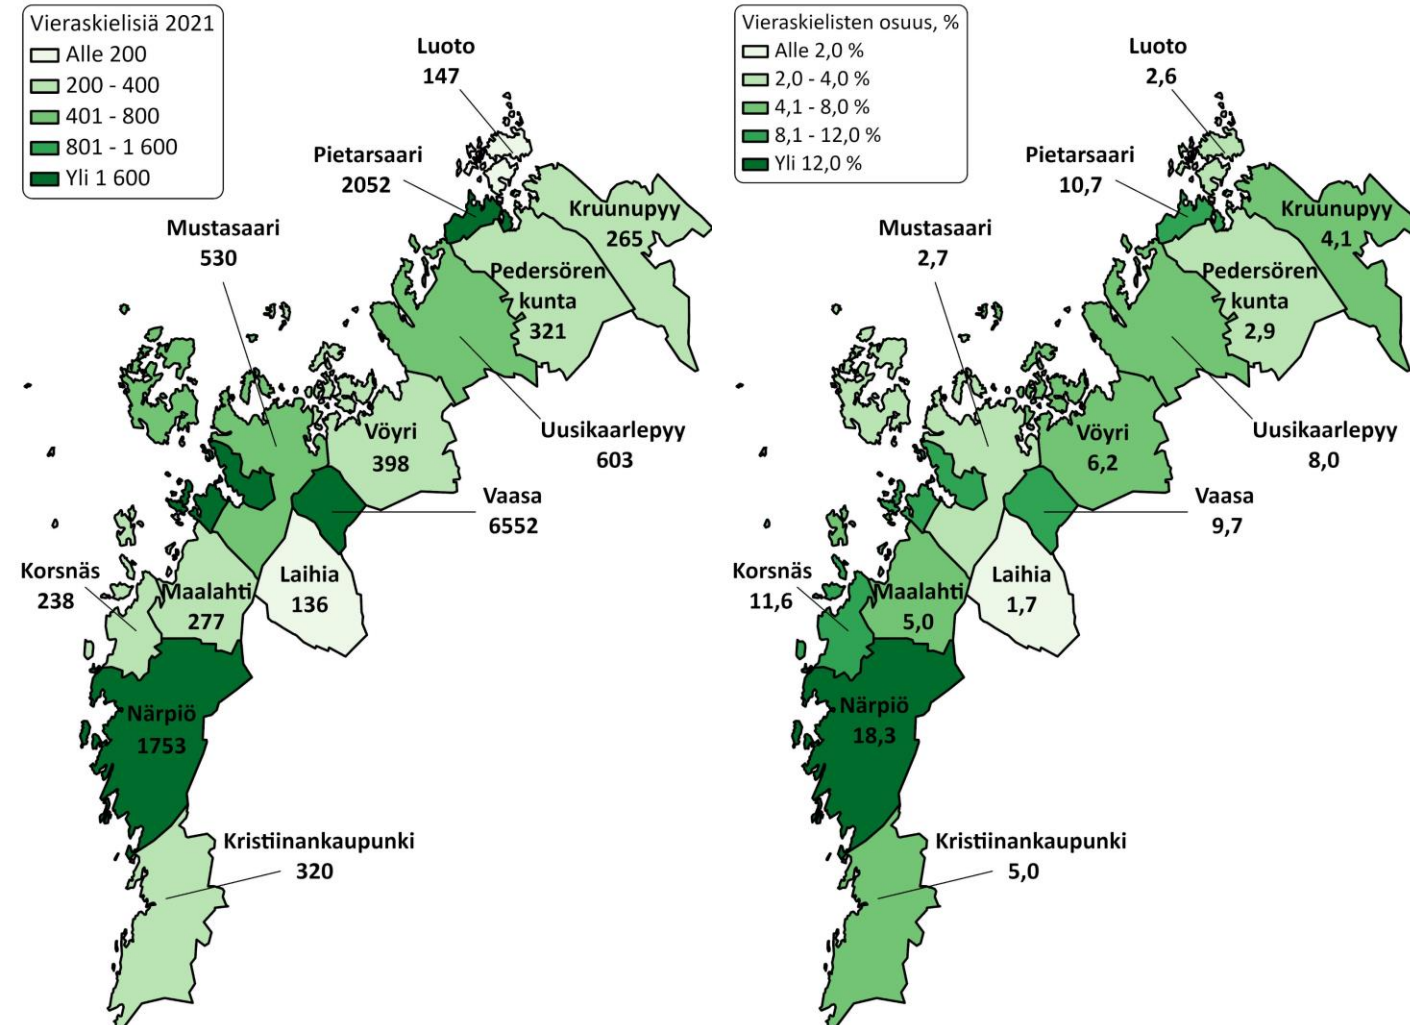 Vieraskielisiä 2021
Alle 200
200 - 400
401 - 800
801 - 1 600
Yli 1 600
Luoto
147
Pietarsaari
2052
Kruunupyy
265
Mustasaari
530
Pedersören
kunta
321
Uusikaarlepyy
603
Vöyri
398
Vaasa
6552
Korsnäs
238
Maalahti
277
Laihia
136
Närpiö
1753
Kristiinankaupunki
320
Vieraskielisten osuus, %
Alle 2,0 %
2,0 - 4,0 %
4,1 - 8,0 %
8,1 - 12,0 %
Yli 12,0 %
Luoto
2,6
Pietarsaari
10,7
Kruunupyy
4,1
Mustasaari
2,7
Pedersören
kunta
2,9
Uusikaarlepyy
8,0
Vöyri
6,2
Vaasa
9,7
Korsnäs
11,6
Maalahti
5,0
Laihia
1,7
Närpiö
18,3
Kristiinankaupunki
5,0